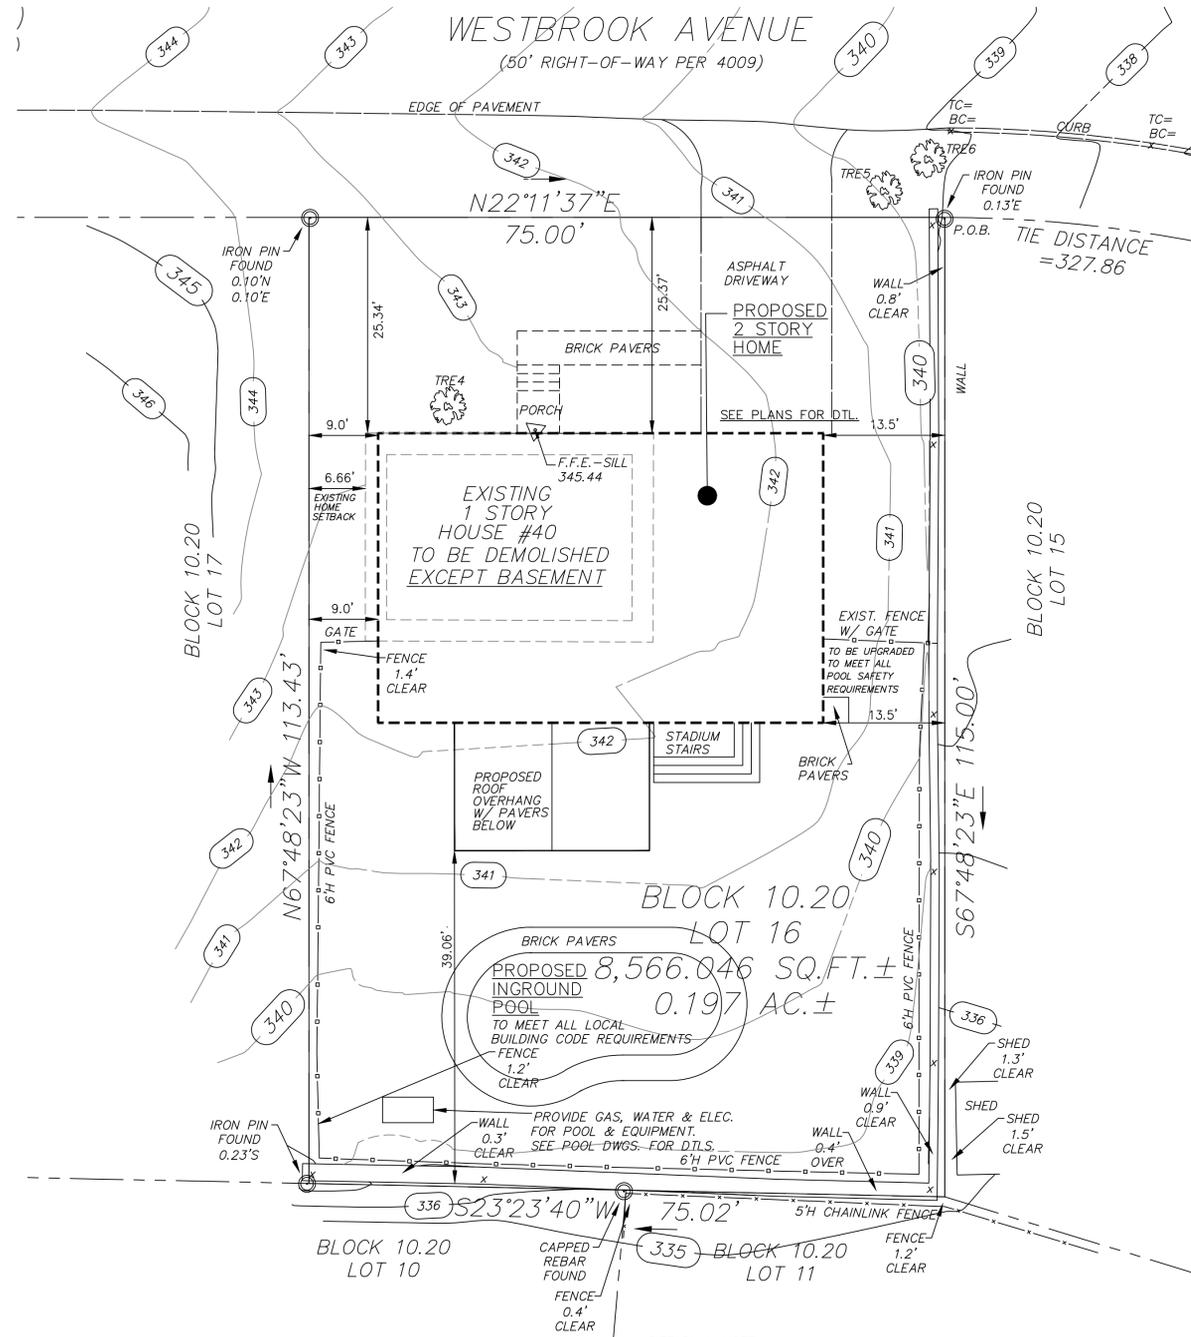 WESTBROOK AVENUE
(50' RIGHT-OF-WAY PER 4009)
344
343
340
339
338
EDGE OF PAVEMENT
TC=
BC=
CURB
TC=
BC=
342
TRE6
TRE5
341
IRON PIN
FOUND
0.13'E
N22°11'37"E
75.00'
P.O.B.
TIE DISTANCE
=327.86
IRON PIN
FOUND
0.10'N
0.10'E
345
343
25.34'
25.37'
ASPHALT
DRIVEWAY
WALL
0.8'
CLEAR
PROPOSED
2 STORY
HOME
BRICK PAVERS
340
WALL
346
344
TRE4
PORCH
SEE PLANS FOR DTL.
9.0'
13.5'
F.F.E.-SILL
345.44
342
6.66'
EXISTING
HOME
SETBACK
EXISTING
1 STORY
HOUSE #40
TO BE DEMOLISHED
EXCEPT BASEMENT
341
BLOCK 10.20
LOT 17
BLOCK 10.20
LOT 15
9.0'
GATE
EXIST. FENCE
W/ GATE
TO BE UPGRADED
TO MEET ALL
POOL SAFETY
REQUIREMENTS
FENCE
1.4'
CLEAR
343
13.5'
342
STADIUM
STAIRS
BRICK
PAVERS
N67°48'23"W 113.43'
S67°48'23"E 115.00'
PROPOSED
ROOF
OVERHANG
W/ PAVERS
BELOW
6'H PVC FENCE
342
340
341
BLOCK 10.20
LOT 16
8,566.046 SQ.FT.±
0.197 AC.±
341
39.06'
BRICK PAVERS
PROPOSED
INGROUND
POOL
TO MEET ALL LOCAL
BUILDING CODE REQUIREMENTS
6'H PVC FENCE
340
336
FENCE
1.2'
CLEAR
339
SHED
1.3'
CLEAR
SHED
WALL
0.9'
CLEAR
SHED
1.5'
CLEAR
IRON PIN
FOUND
0.23'S
WALL
0.3'
CLEAR
PROVIDE GAS, WATER & ELEC.
FOR POOL & EQUIPMENT.
SEE POOL DWGS. FOR DTLS.
WALL
0.4'
OVER
6'H PVC FENCE
336
S23°23'40"W 75.02'
5'H CHAINLINK FENCE
BLOCK 10.20
LOT 10
CAPPED
REBAR
FOUND
335
BLOCK 10.20
LOT 11
FENCE
1.2'
CLEAR
FENCE
0.4'
CLEAR